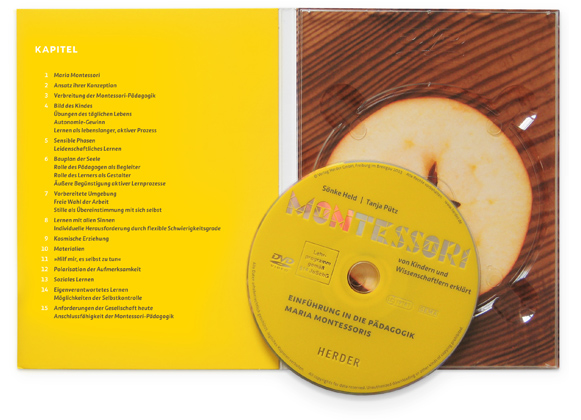 KAPITEL
1 Maria Montessori
2 Ansatz ihrer Konzeption
3 Verbreitung der Montessori-Pädagogik
4 Bild des Kindes
Übungen des täglichen Lebens
Autonomie-Gewinn
Lernen als lebenslanger, aktiver Prozess
5 Sensible Phasen
Leidenschaftliches Lernen
6 Bauplan der Seele
Rolle des Pädagogen als Begleiter
Rolle des Lerners als Gestalter
Äußere Begünstigung aktiver Lernprozesse
7 Vorbereitete Umgebung
Freie Wahl der Arbeit
Stille als Übereinstimmung mit sich selbst
8 Lernen mit allen Sinnen
Individuelle Herausforderung durch flexible Schwierigkeitsgrade
9 Kosmische Erziehung
10 Materialien
11 »Hilf mir, es selbst zu tun«
12 Polarisation der Aufmerksamkeit
13 Soziales Lernen
14 Eigenverantwortetes Lernen
Möglichkeiten der Selbstkontrolle
15 Anforderungen der Gesellschaft heute
Anschlussfähigkeit der Montessori-Pädagogik
Sönke Held | Tanja Pütz
MONTESSORI
von Kindern und
Wissenschaftlern erklärt
DVD
EINFÜHRUNG IN DIE PÄDAGOGIK
MARIA MONTESSORIS
HERDER